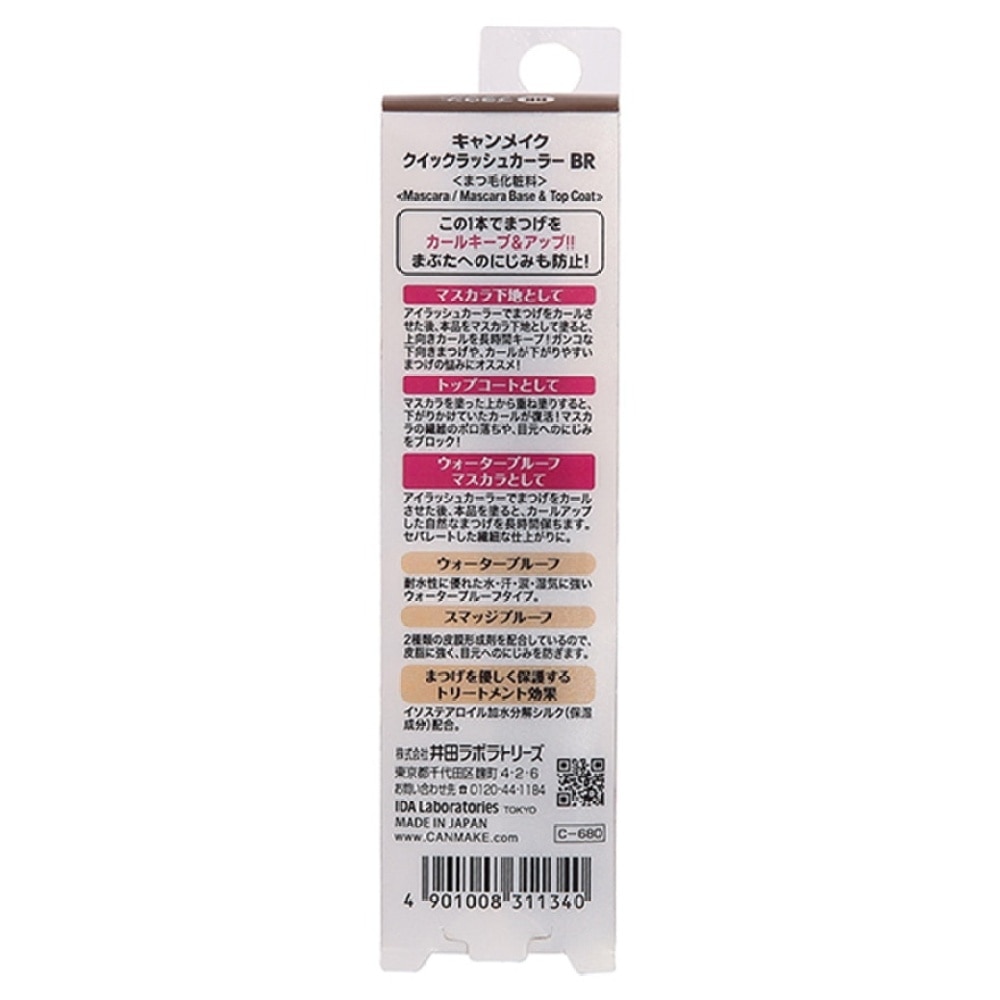 BR ブラウン
キャンメイク
クイックラッシュカーラー BR
<まつ毛化粧料>
<Mascara / Mascara Base & Top Coat>
この1本でまつげを
カールキープ&アップ!!
まぶたへのにじみも防止!
マスカラ下地として
アイラッシュカーラーでまつげをカールさ
せた後、本品をマスカラ下地として塗ると、
上向きカールを長時間キープ!ガンコな
下向きまつげや、カールが下がりやすい
まつげの悩みにオススメ!
トップコートとして
マスカラを塗った上から重ね塗りすると、
下がりかけていたカールが復活!マスカ
ラの繊維のポロ落ちや、目元へのにじみ
をブロック!
ウォータープルーフ
マスカラとして
アイラッシュカーラーでまつげをカール
させた後、本品を塗ると、カールアップ
した自然なまつげを長時間保ちます。
セパレートした繊細な仕上がりに。
ウォータープルーフ
耐水性に優れた水・汗・涙・湿気に強い
ウォータープルーフタイプ。
スマッジプルーフ
2種類の皮膜形成剤を配合しているので、
皮脂に強く、目元へのにじみを防ぎます。
まつげを優しく保護する
トリートメント効果
イソステアロイル加水分解シルク(保湿
成分)配合。
株式会社 井田ラボラトリーズ
東京都千代田区麹町 4-2-6
お問い合わせ先 ☎ 0120-44-1184
IDA Laboratories TOKYO
MADE IN JAPAN
www.CANMAKE.com
C-680
4 901008 311340